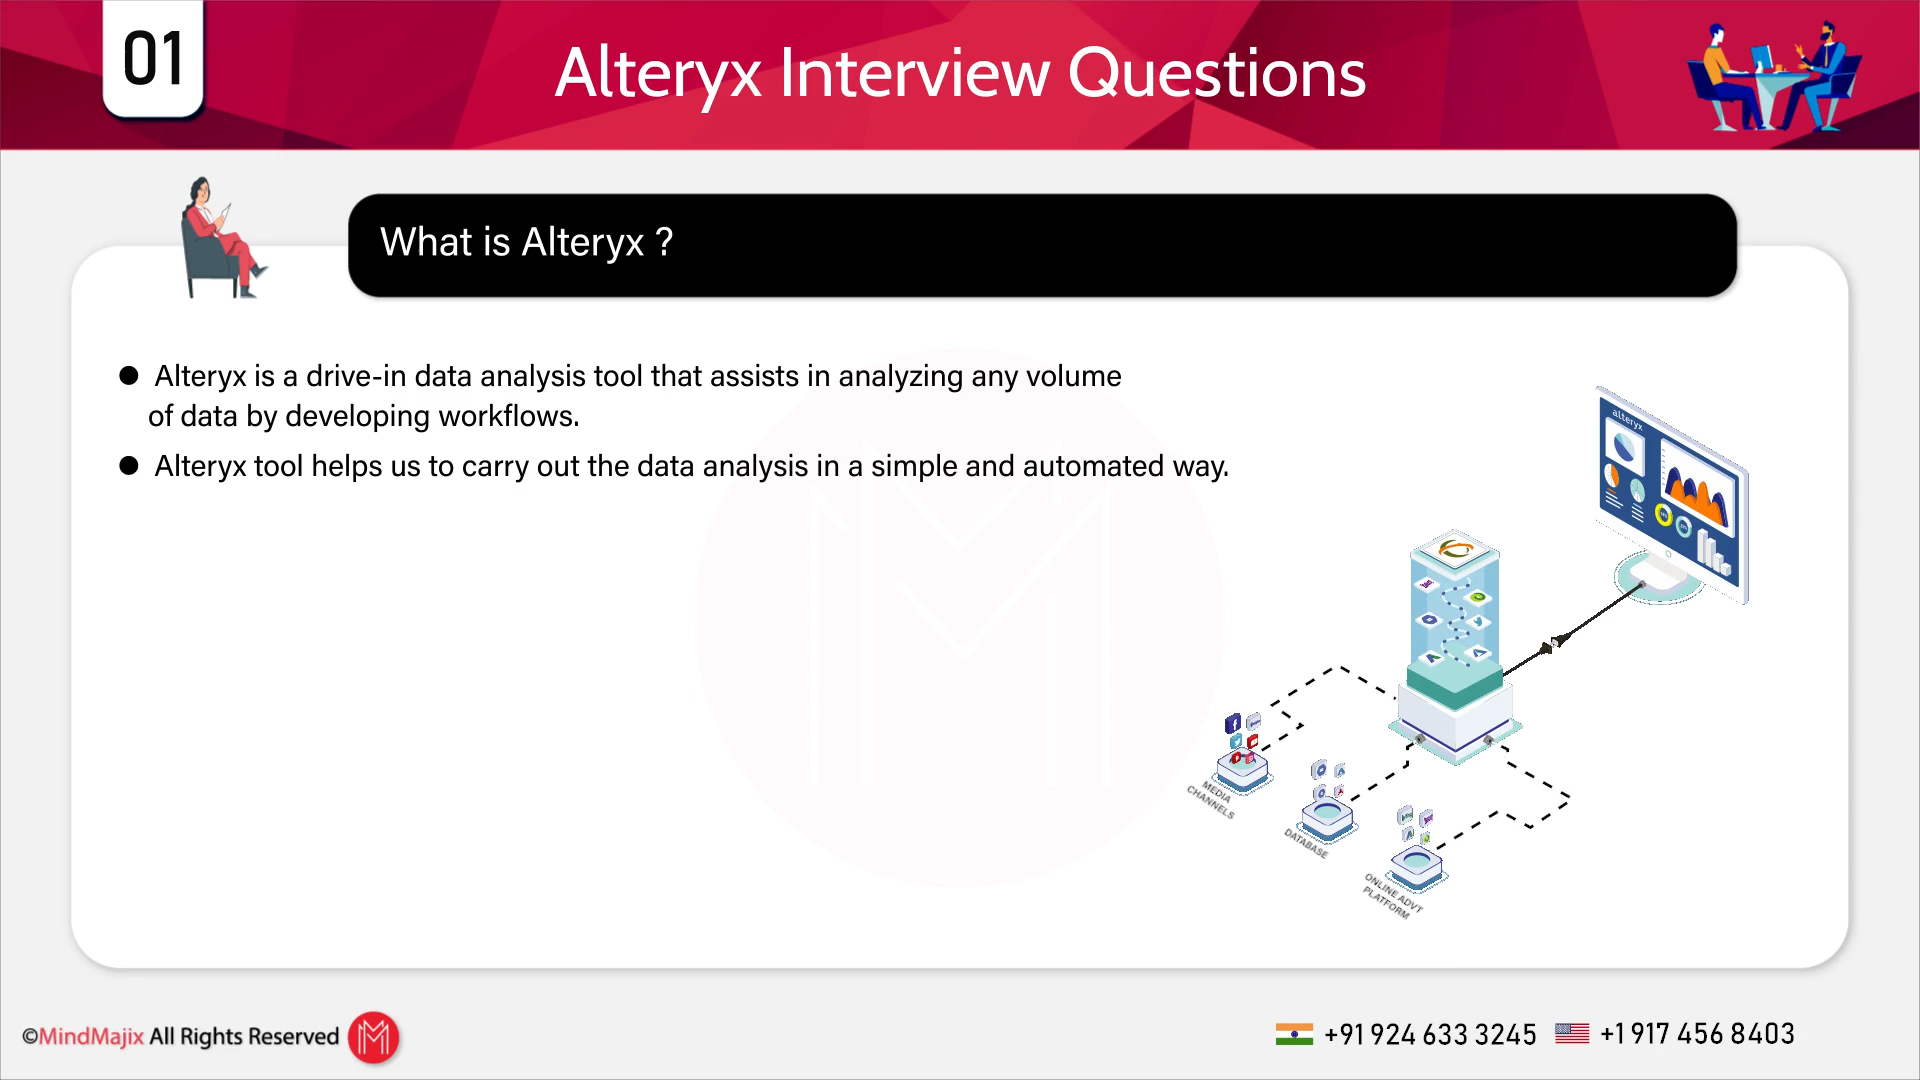 01
Alteryx Interview Questions
What is Alteryx ?
● Alteryx is a drive-in data analysis tool that assists in analyzing any volume
of data by developing workflows.
● Alteryx tool helps us to carry out the data analysis in a simple and automated way.
alteryx
MEDIA
CHANNELS
DATABASE
ONLINE ADVT
PLATFORM
©MindMajix All Rights Reserved
+91 924 633 3245
+1 917 456 8403